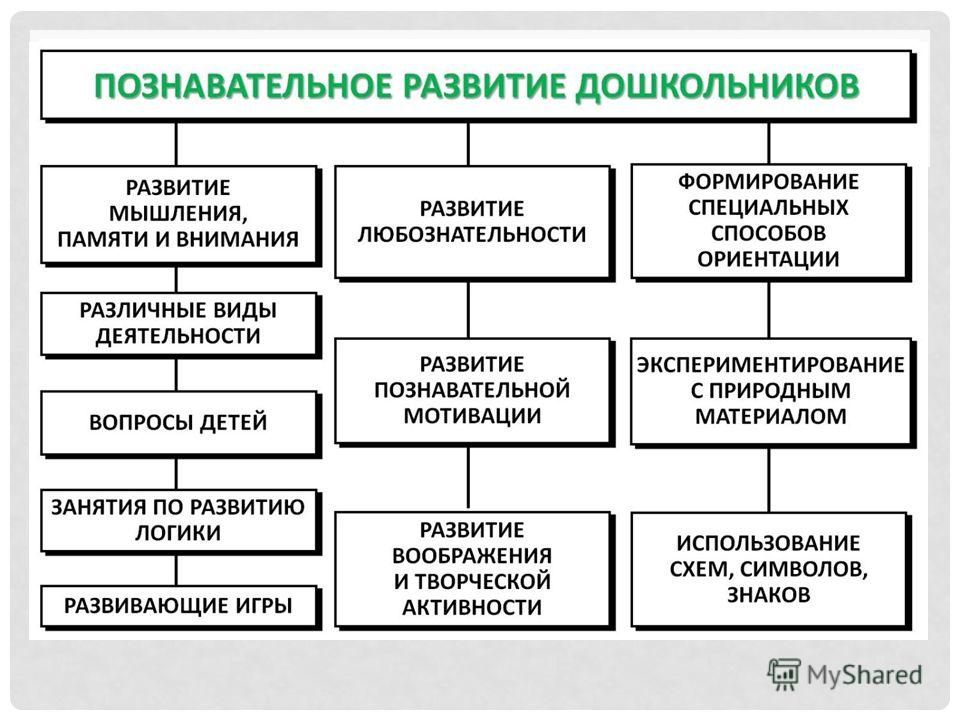 ПОЗНАВАТЕЛЬНОЕ РАЗВИТИЕ ДОШКОЛЬНИКОВ
РАЗВИТИЕ
МЫШЛЕНИЯ,
ПАМЯТИ И ВНИМАНИЯ
РАЗЛИЧНЫЕ ВИДЫ
ДЕЯТЕЛЬНОСТИ
ВОПРОСЫ ДЕТЕЙ
ЗАНЯТИЯ ПО РАЗВИТИЮ
ЛОГИКИ
РАЗВИВАЮЩИЕ ИГРЫ
РАЗВИТИЕ
ЛЮБОЗНАТЕЛЬНОСТИ
РАЗВИТИЕ
ПОЗНАВАТЕЛЬНОЙ
МОТИВАЦИИ
РАЗВИТИЕ
ВООБРАЖЕНИЯ
И ТВОРЧЕСКОЙ
АКТИВНОСТИ
ФОРМИРОВАНИЕ
СПЕЦИАЛЬНЫХ
СПОСОБОВ
ОРИЕНТАЦИИ
ЭКСПЕРИМЕНТИРОВАНИЕ
С ПРИРОДНЫМ
МАТЕРИАЛОМ
ИСПОЛЬЗОВАНИЕ
СХЕМ, СИМВОЛОВ,
ЗНАКОВ
MyShared